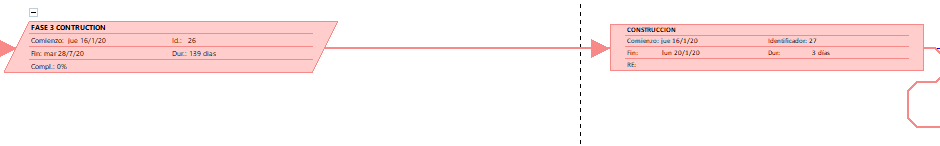 FASE 3 CONTRUCTION
Comienzo: jue 16/1/20 Id.: 26
Fin: mar 28/7/20 Dur.: 139 días
Compl.: 0%
CONSTRUCCION
Comienzo: jue 16/1/20 Identificador: 27
Fin: lun 20/1/20 Dur: 3 días
RE: